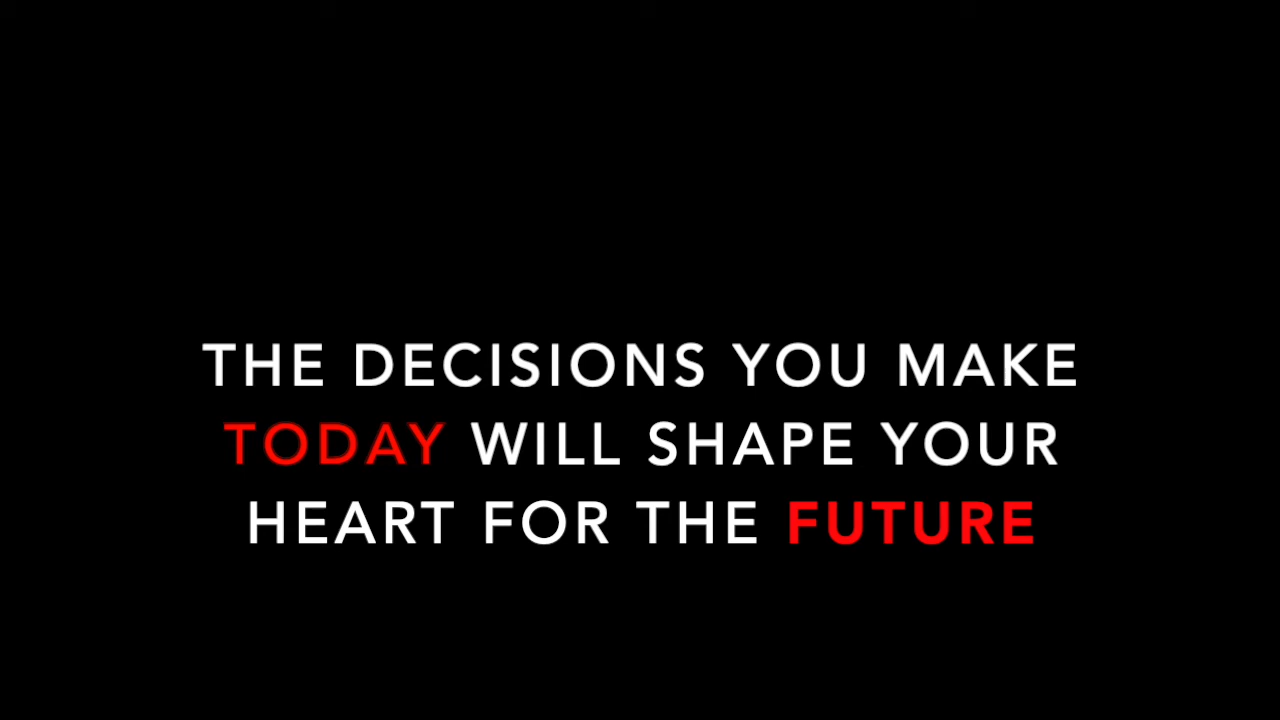 THE DECISIONS YOU MAKE
TODAY WILL SHAPE YOUR
HEART FOR THE FUTURE